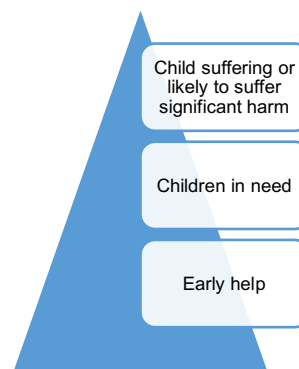 Child suffering or
likely to suffer
significant harm
Children in need
Early help